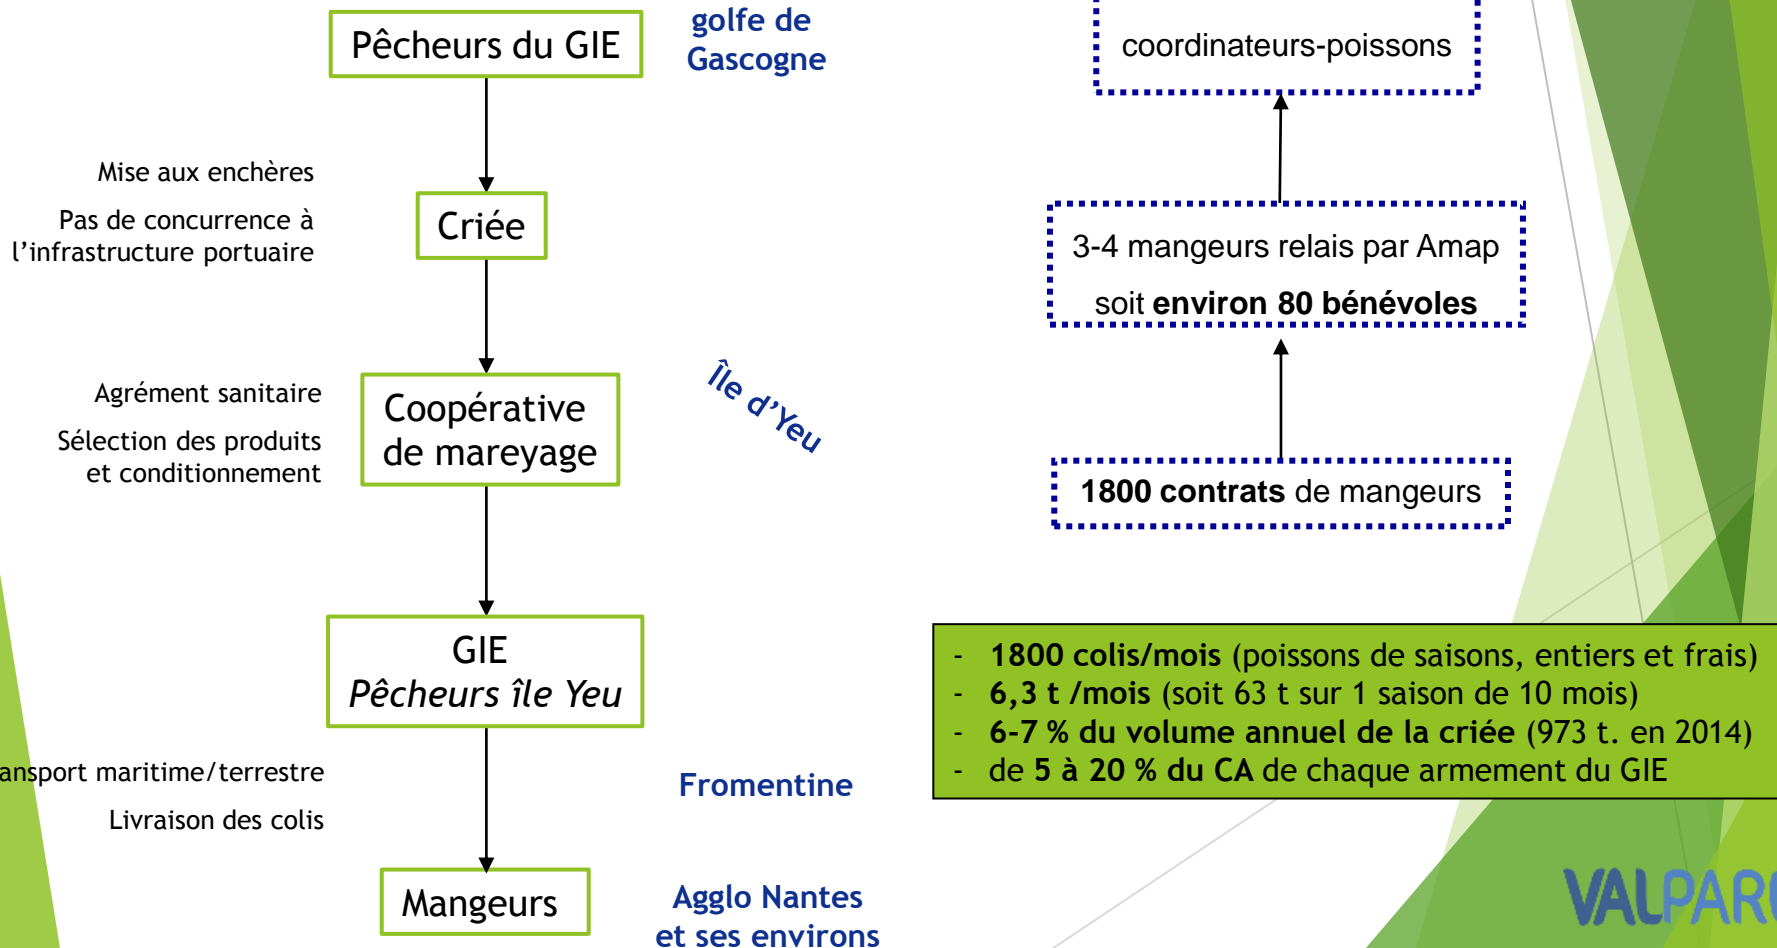 Pêcheurs du GIE
golfe de
Gascogne
Mise aux enchères
Pas de concurrence à
l'infrastructure portuaire
Criée
Agrément sanitaire
Sélection des produits
et conditionnement
Coopérative
de mareyage
Île d'Yeu
GIE
Pêcheurs île Yeu
ansport maritime/terrestre
Livraison des colis
Fromentine
Mangeurs
Agglo Nantes
et ses environs
coordinateurs-poissons
3-4 mangeurs relais par Amap
soit environ 80 bénévoles
1800 contrats de mangeurs
- 1800 colis/mois (poissons de saisons, entiers et frais)
- 6,3 t /mois (soit 63 t sur 1 saison de 10 mois)
- 6-7 % du volume annuel de la criée (973 t. en 2014)
- de 5 à 20 % du CA de chaque armement du GIE
VALPAR